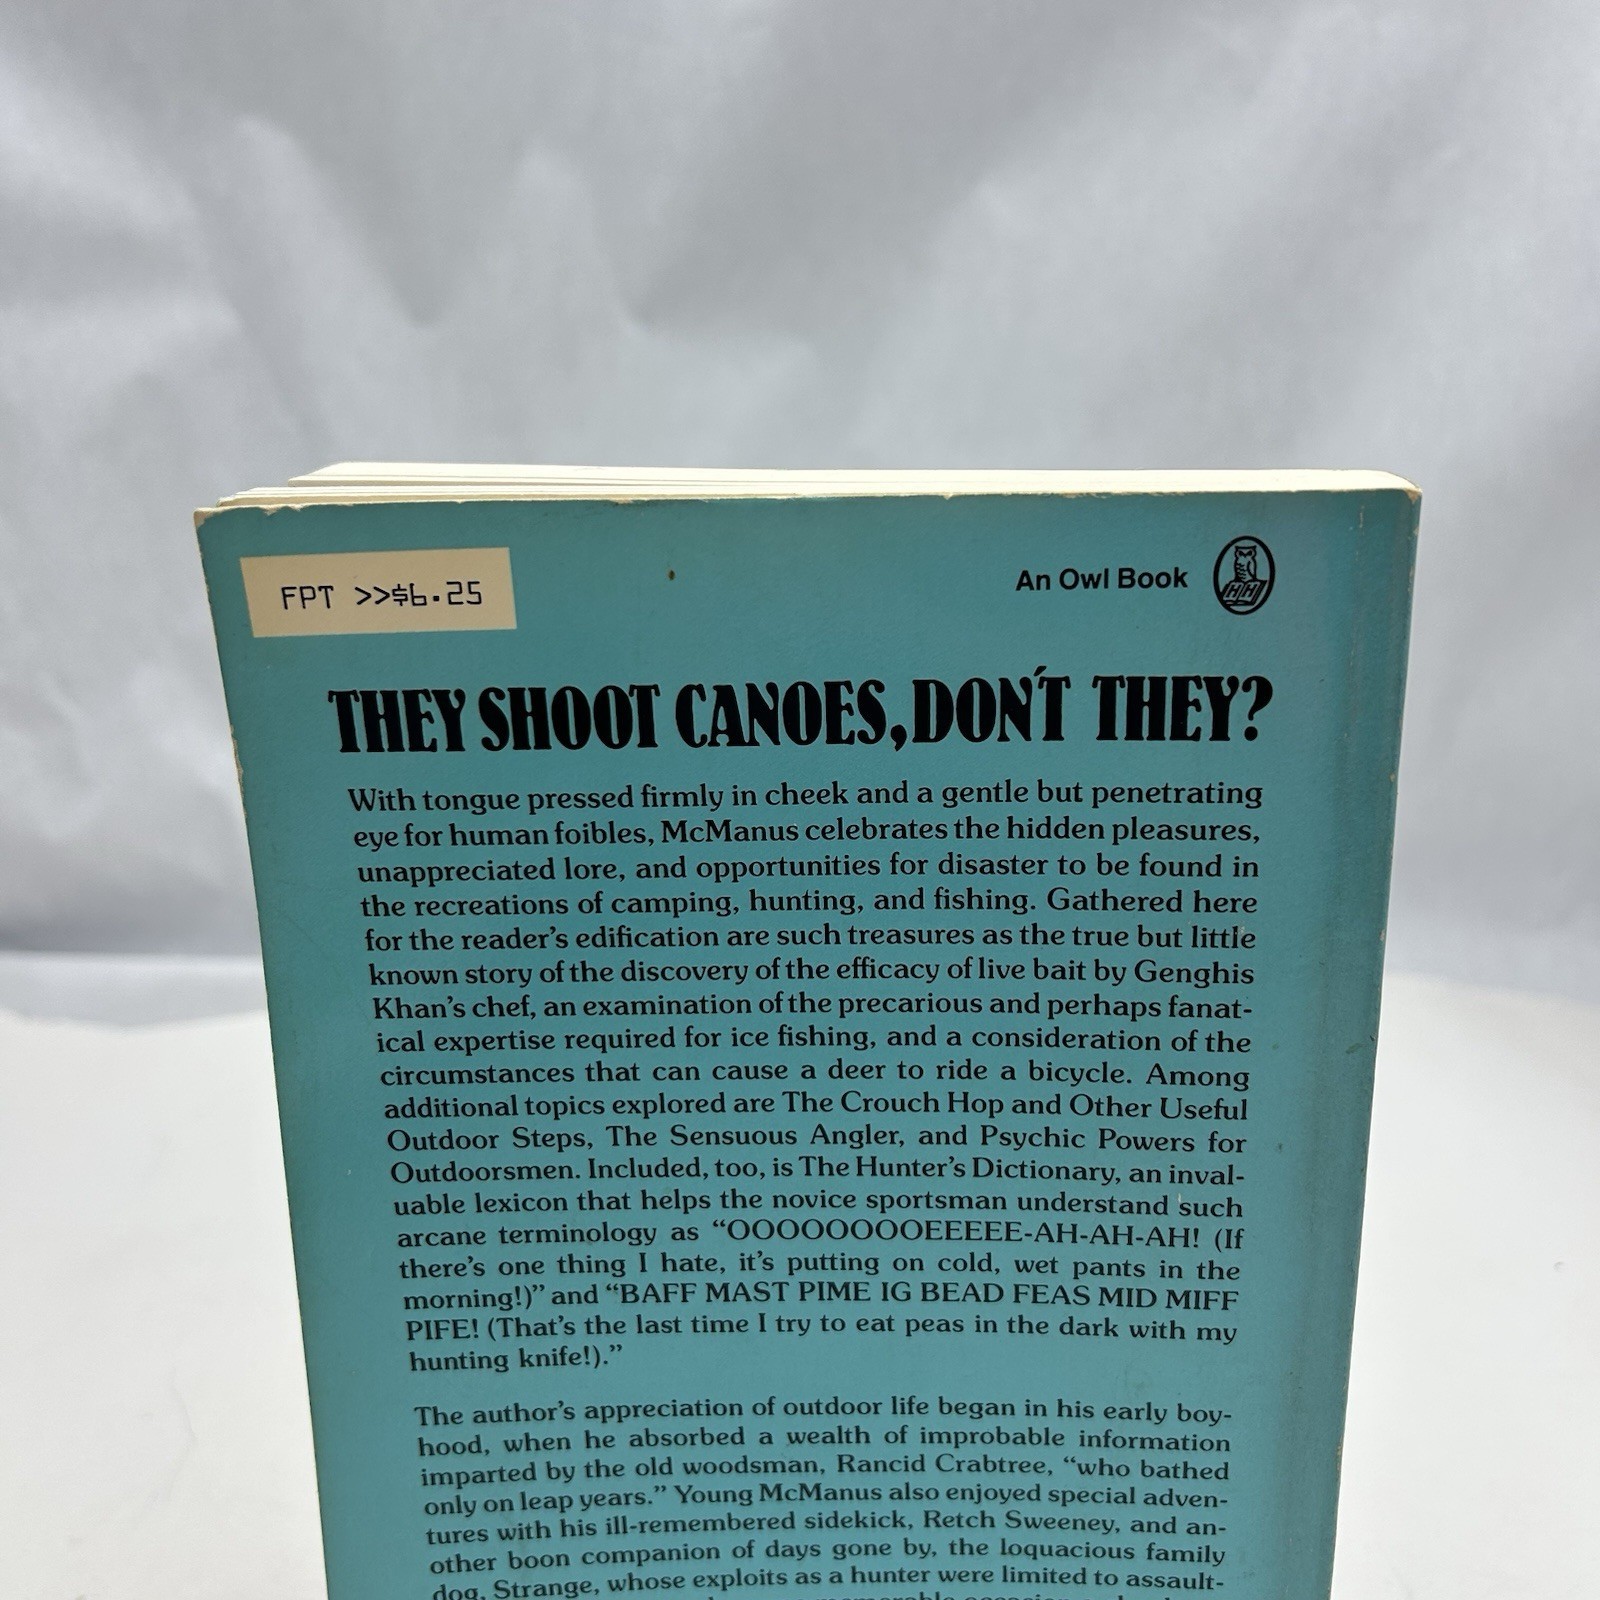 FPT >>$6.25
An Owl Book
HH
THEY SHOOT CANOES, DON'T THEY?
With tongue pressed firmly in cheek and a gentle but penetrating
eye for human foibles, McManus celebrates the hidden pleasures,
unappreciated lore, and opportunities for disaster to be found in
the recreations of camping, hunting, and fishing. Gathered here
for the reader's edification are such treasures as the true but little
known story of the discovery of the efficacy of live bait by Genghis
Khan's chef, an examination of the precarious and perhaps fanat-
ical expertise required for ice fishing, and a consideration of the
circumstances that can cause a deer to ride a bicycle. Among
additional topics explored are The Crouch Hop and Other Useful
Outdoor Steps, The Sensuous Angler, and Psychic Powers for
Outdoorsmen. Included, too, is The Hunter's Dictionary, an inval-
uable lexicon that helps the novice sportsman understand such
arcane terminology as “OOOOOOOOEEEEE-AH-AH-AH! (If
there's one thing I hate, it's putting on cold, wet pants in the
morning!)” and “BAFF MAST PIME IG BEAD FEAS MID MIFF
PIFE! (That's the last time I try to eat peas in the dark with my
hunting knife!).”
The author's appreciation of outdoor life began in his early boy-
hood, when he absorbed a wealth of improbable information
imparted by the old woodsman, Rancid Crabtree, “who bathed
only on leap years.” Young McManus also enjoyed special adven-
tures with his ill-remembered sidekick, Retch Sweeney, and an-
other boon companion of days gone by, the loquacious family
dog, Strange, whose exploits as a hunter were limited to assault-
memorable occasion